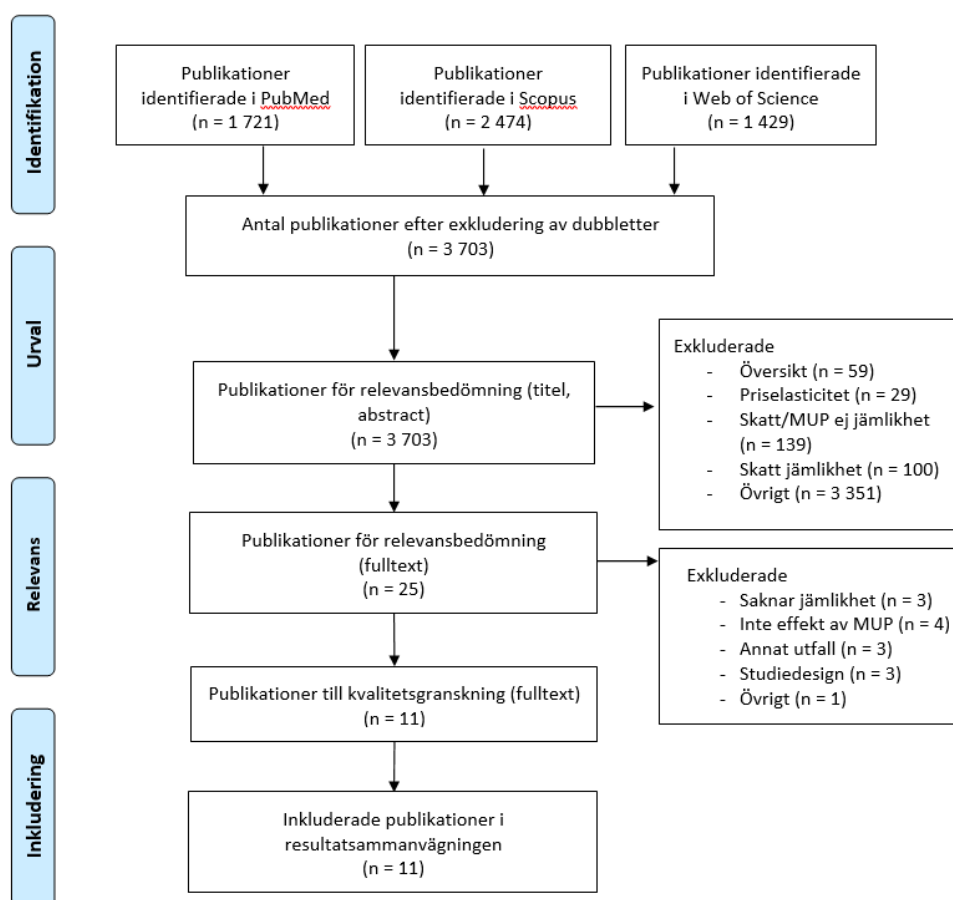 Identifikation
Publikationer
identifierade i PubMed
(n = 1 721)
Publikationer
identifierade i Scopus
(n = 2 474)
Publikationer identifierade
i Web of Science
(n = 1 429)
Antal publikationer efter exkludering av dubbletter
(n = 3 703)
Urval
Publikationer för relevansbedömning (titel,
abstract)
(n = 3 703)
Exkluderade
- Översikt (n = 59)
- Priselasticitet (n = 29)
- Skatt/MUP ej jämlikhet
(n = 139)
- Skatt jämlikhet (n = 100)
- Övrigt (n = 3 351)
Relevans
Publikationer för relevansbedömning
(fulltext)
(n = 25)
Exkluderade
- Saknar jämlikhet (n = 3)
- Inte effekt av MUP (n = 4)
- Annat utfall (n = 3)
- Studiedesign (n = 3)
- Övrigt (n = 1)
Publikationer till kvalitetsgranskning (fulltext)
(n = 11)
Inkludering
Inkluderade publikationer i
resultatsammanvägningen
(n = 11)